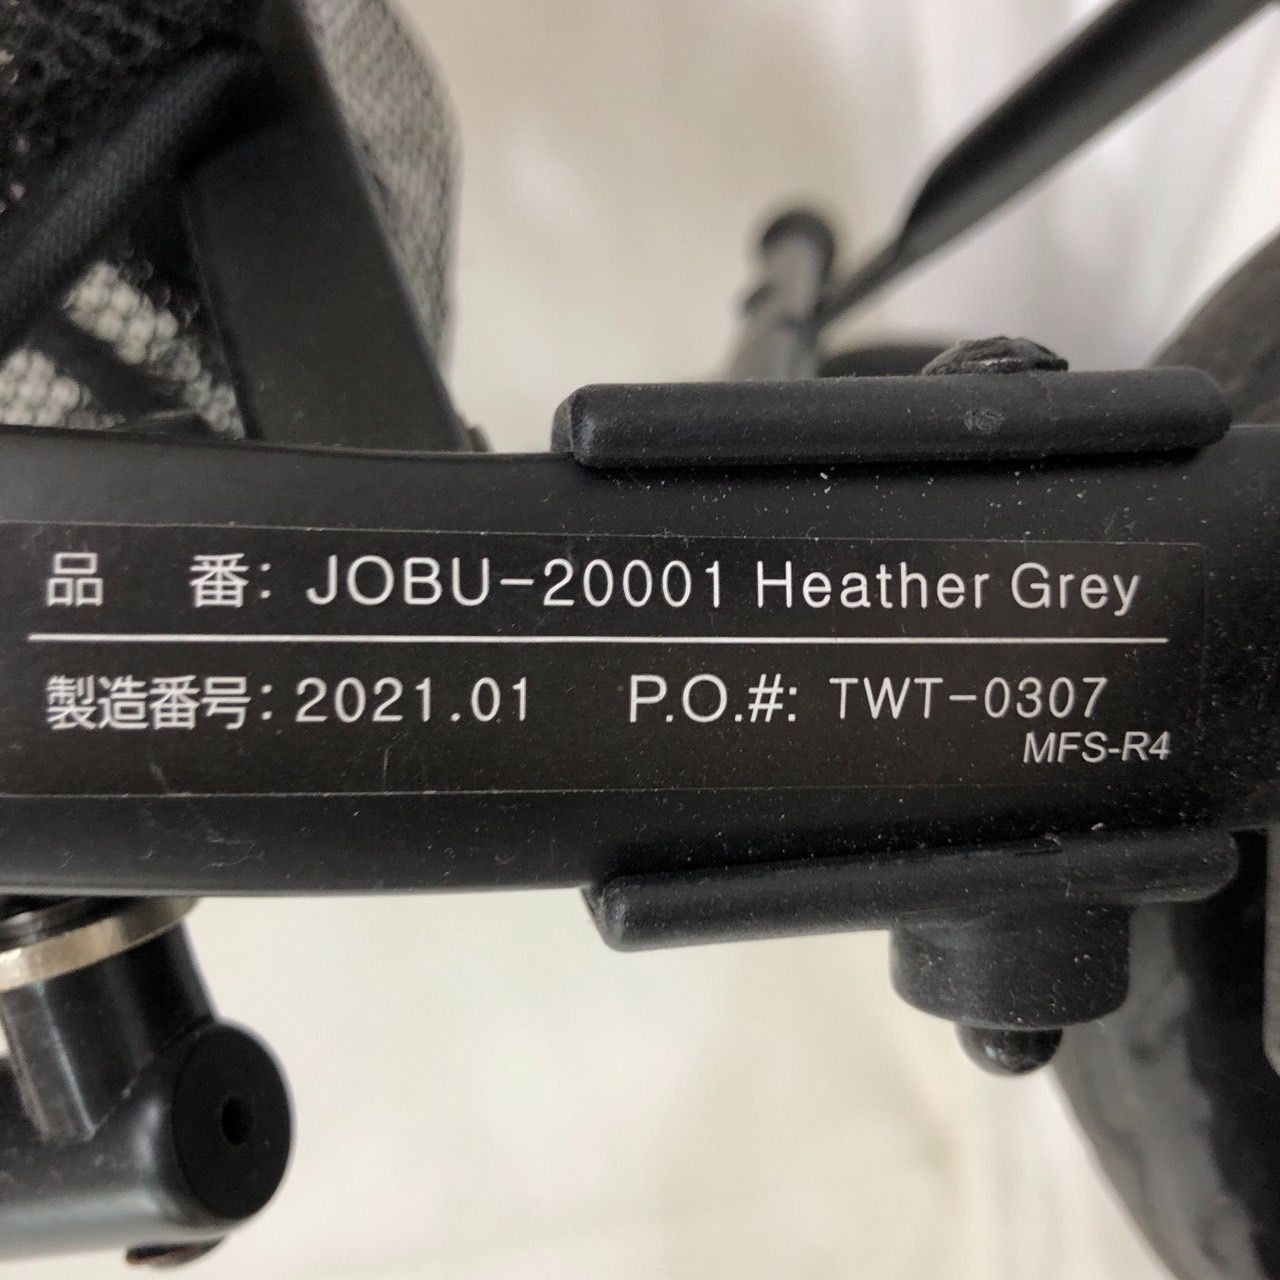 品 番: JOBU-20001 Heather Grey
製造番号: 2021.01 P.O.#: TWT-0307
MFS-R4